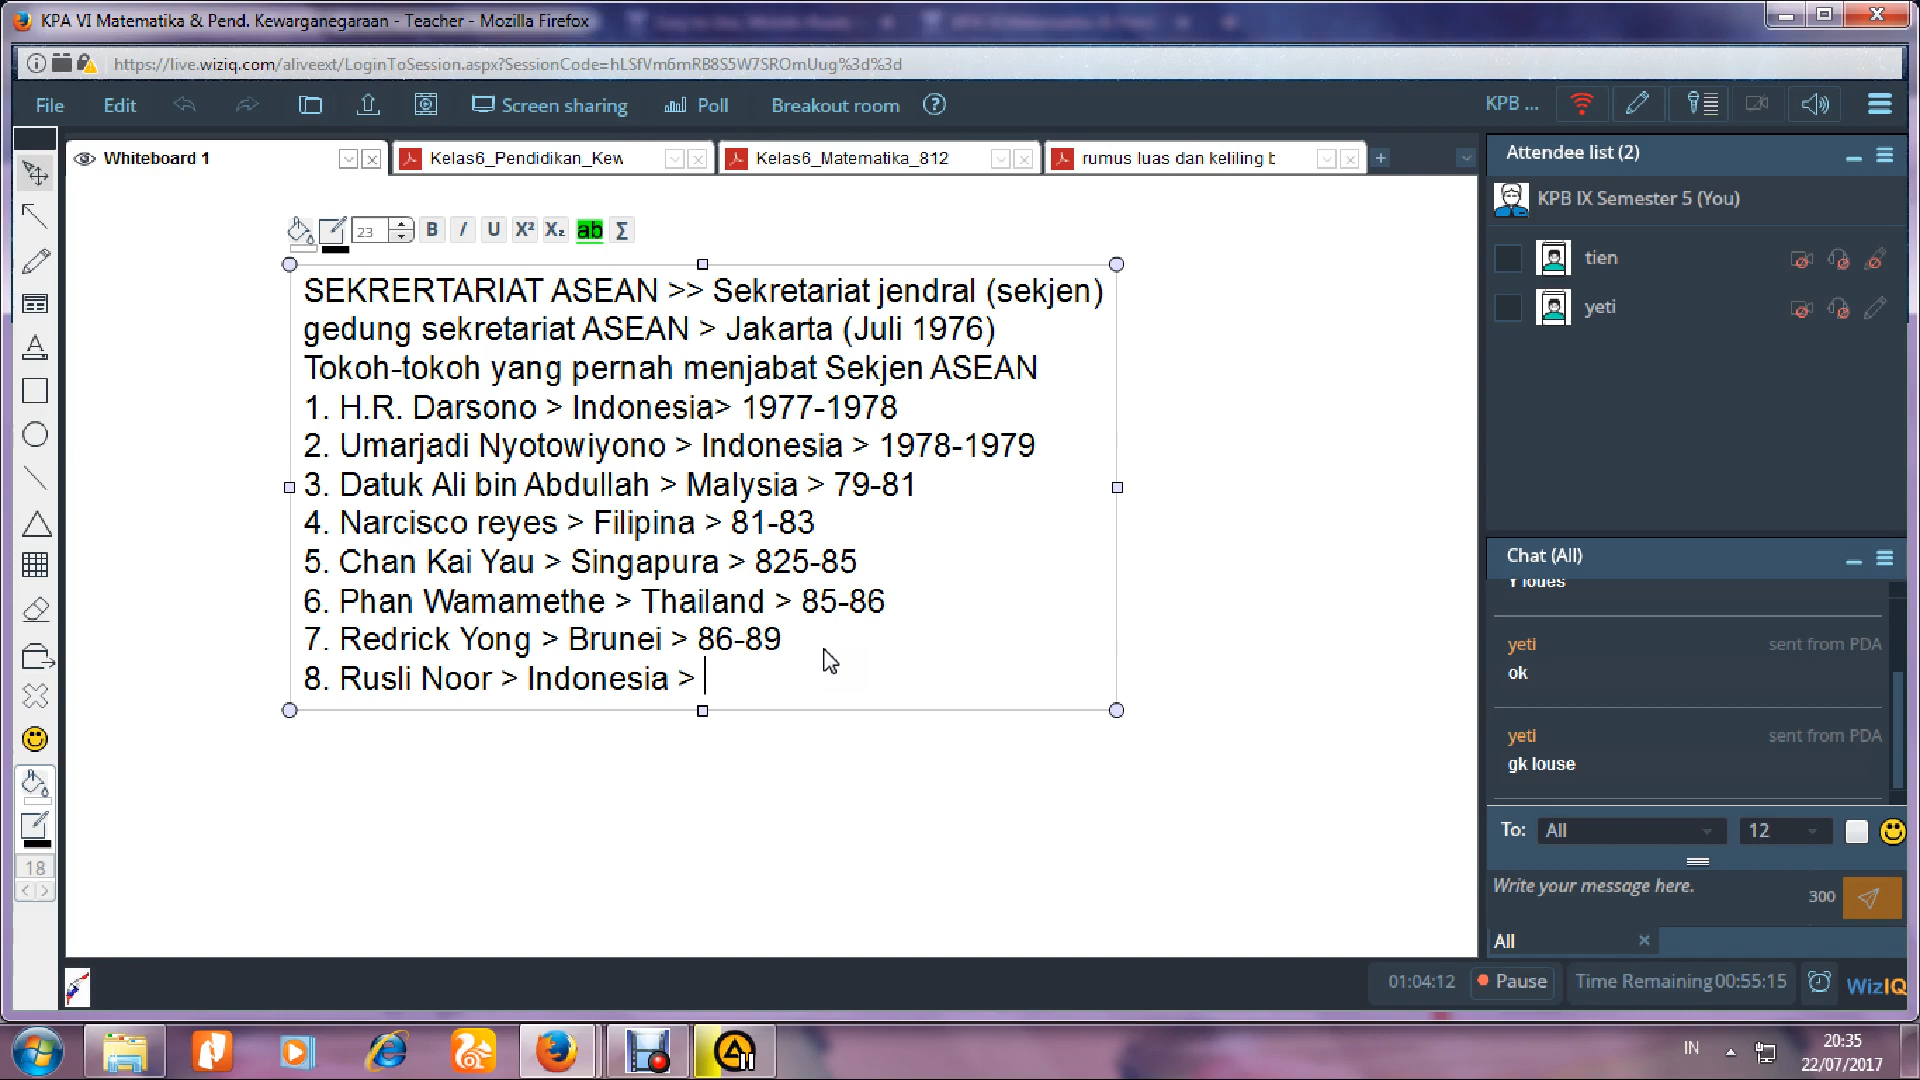 KPA VI Matematika & Pend. Kewarganegaraan - Teacher - Mozilla Firefox
https://live.wiziq.com/aliveext/LoginToSession.aspx?SessionCode=hLSfVm6mRB8S5W7SROmUug%3d%3d
File Edit Screen sharing Poll Breakout room ? KPB ...
Whiteboard 1 Kelas6_Pendidikan_Kew Kelas6_Matematika_812 rumus luas dan keliling b
Attendee list (2)
KPB IX Semester 5 (You)
tien
yeti
23 B I U X² X₂ ab Σ
SEKRERTARIAT ASEAN >> Sekretariat jendral (sekjen)
gedung sekretariat ASEAN > Jakarta (Juli 1976)
Tokoh-tokoh yang pernah menjabat Sekjen ASEAN
1. H.R. Darsono > Indonesia> 1977-1978
2. Umarjadi Nyotowiyono > Indonesia > 1978-1979
3. Datuk Ali bin Abdullah > Malysia > 79-81
4. Narcisco reyes > Filipina > 81-83
5. Chan Kai Yau > Singapura > 825-85
6. Phan Wamamethe > Thailand > 85-86
7. Redrick Yong > Brunei > 86-89
8. Rusli Noor > Indonesia >
18
Chat (All)
Y loues
yeti sent from PDA
ok
yeti sent from PDA
gk louse
To: All 12
Write your message here. 300
All
01:04:12 Pause Time Remaining 00:55:15 WizIQ
IN 20:35
22/07/2017